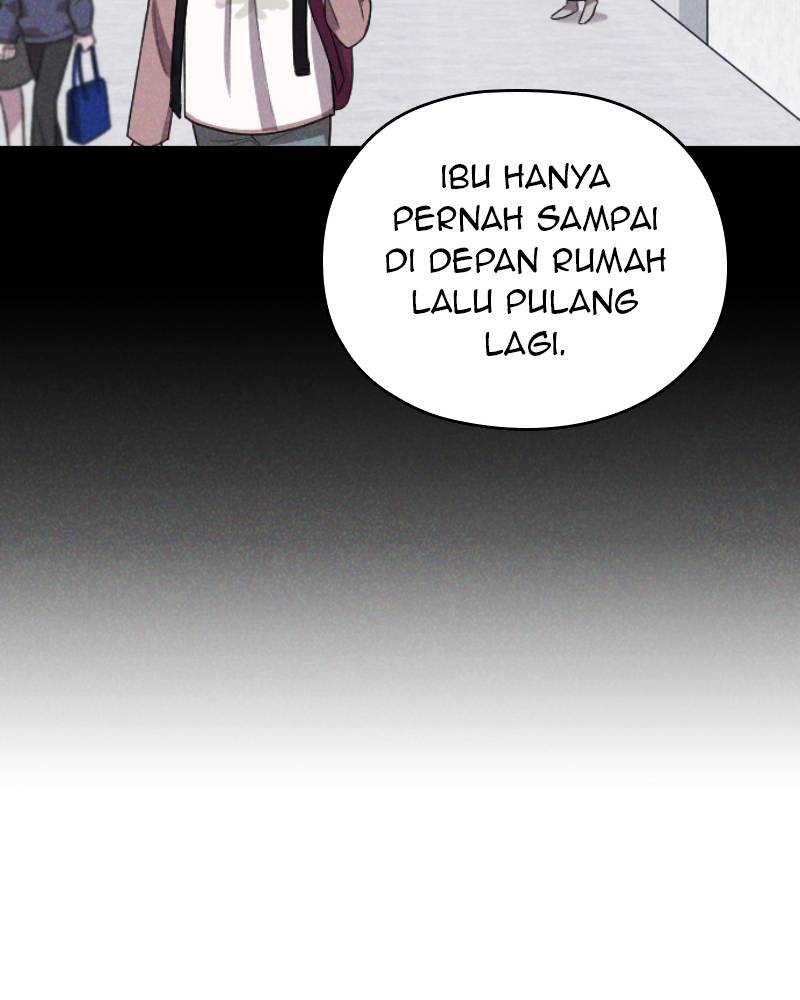 IBU HANYA
PERNAH SAMPAI
DI DEPAN RUMAH
LALU PULANG
LAGI.